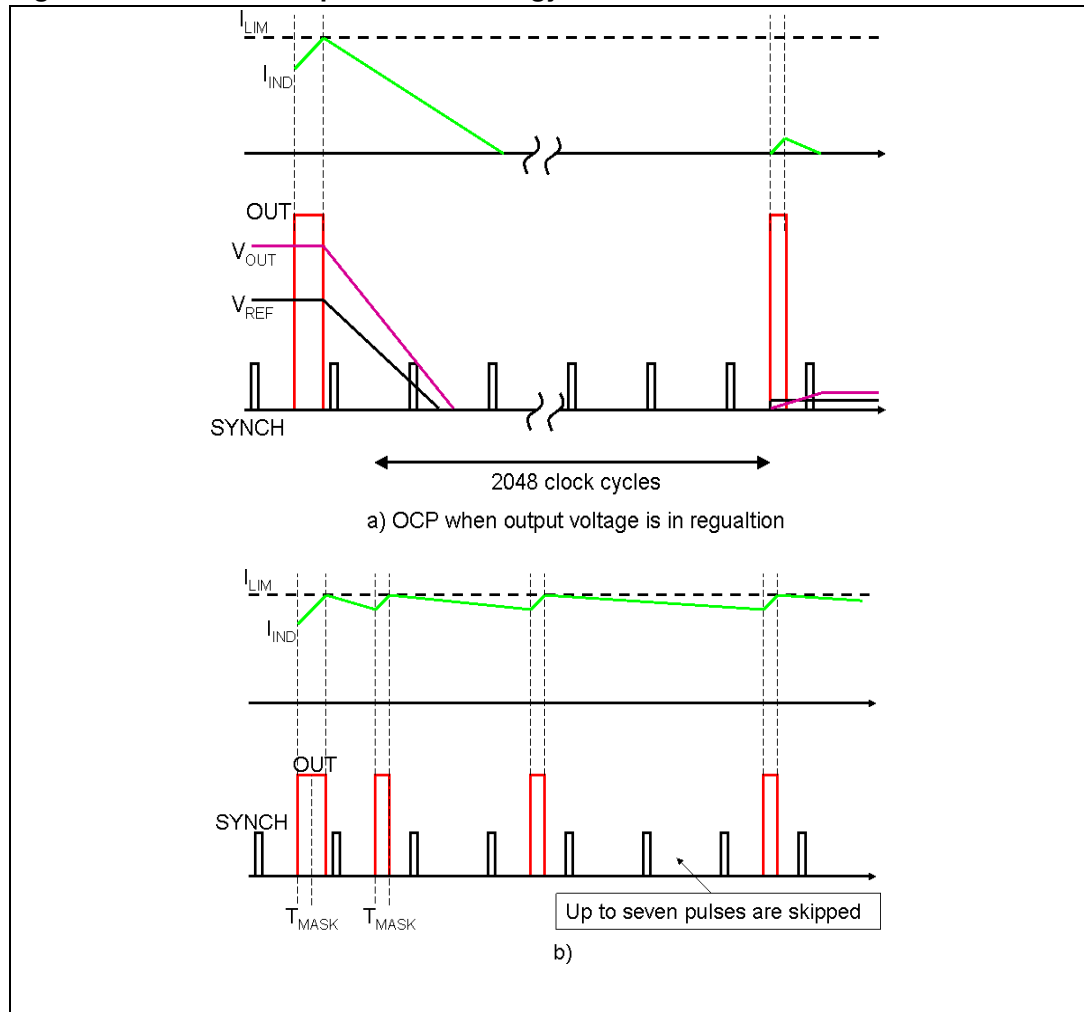 I_LIM
I_IND
OUT
V_OUT
V_REF
SYNCH
2048 clock cycles
a) OCP when output voltage is in regualtion
I_LIM
I_IND
OUT
SYNCH
T_MASK T_MASK
Up to seven pulses are skipped
b)